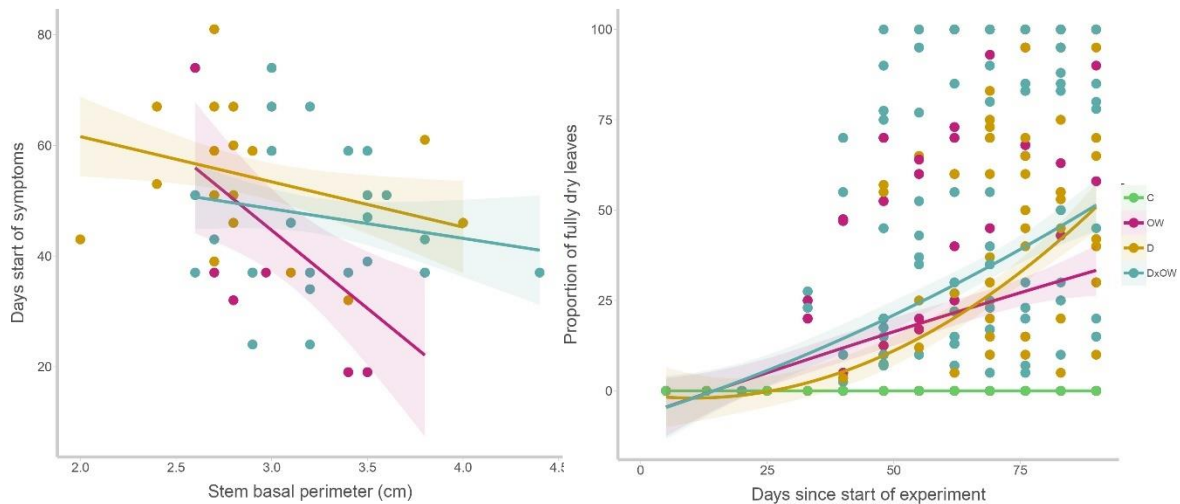 80
60
40
20
Days start of symptoms
2.0
2.5
3.0
3.5
4.0
4.5
Stem basal perimeter (cm)
100
75
50
25
0
Proportion of fully dry leaves
0
25
50
75
Days since start of experiment
C
OW
D
DxOW